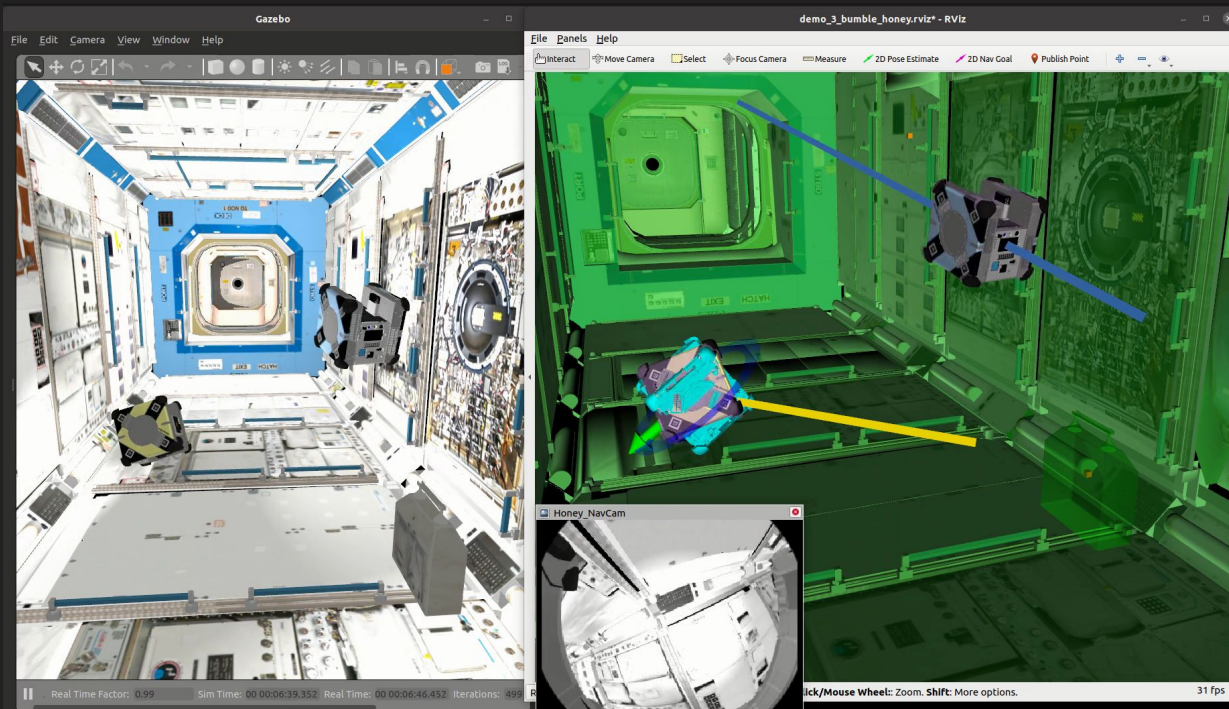 Gazebo
demo_3_bumble_honey.rviz* - RViz
File Edit Camera View Window Help
File Panels Help
Interact Move Camera Select Focus Camera Measure 2D Pose Estimate 2D Nav Goal Publish Point
LOG
EXIT HATCH
EXIT HATCH
Honey_NavCam
Real Time Factor: 0.99 Sim Time: 00 00:06:39.352 Real Time: 00 00:06:46.452 Iterations: 499
lick/Mouse Wheel:: Zoom. Shift: More options.
31 fps